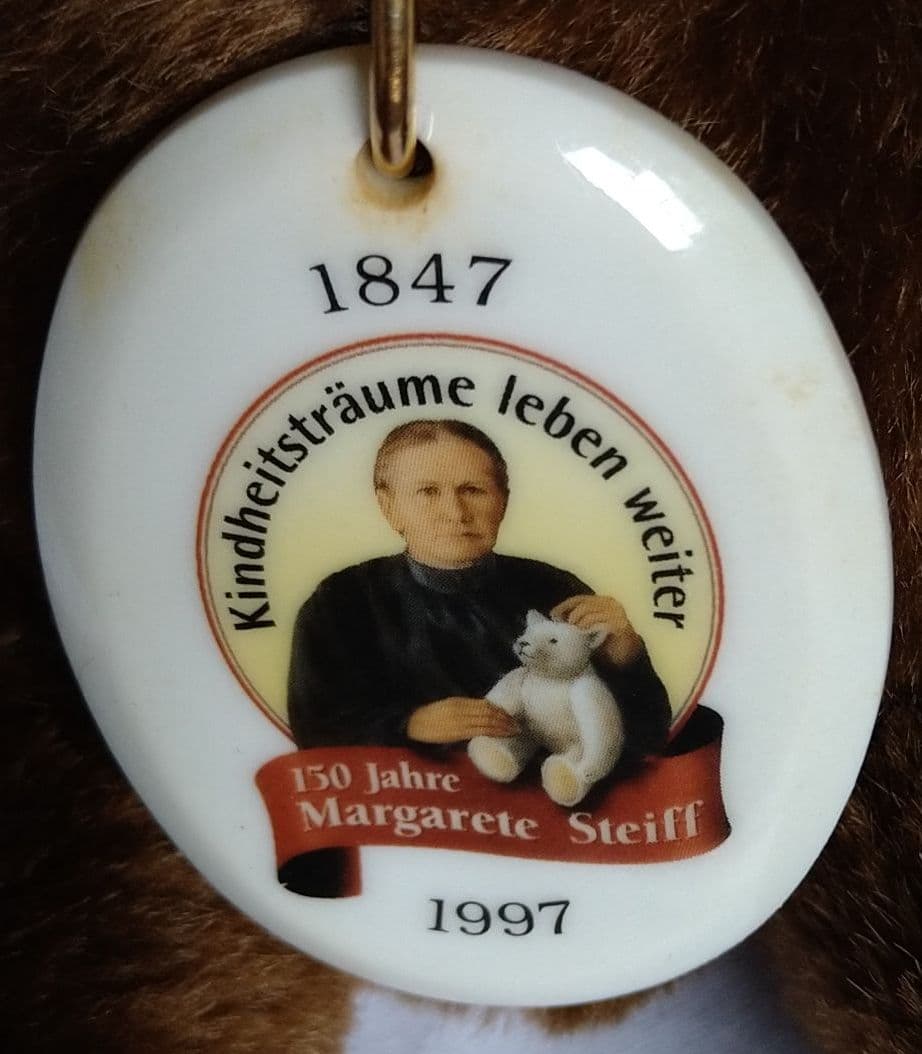 1847
Kindheitsträume leben weiter
150 Jahre
Margarete Steiff
1997